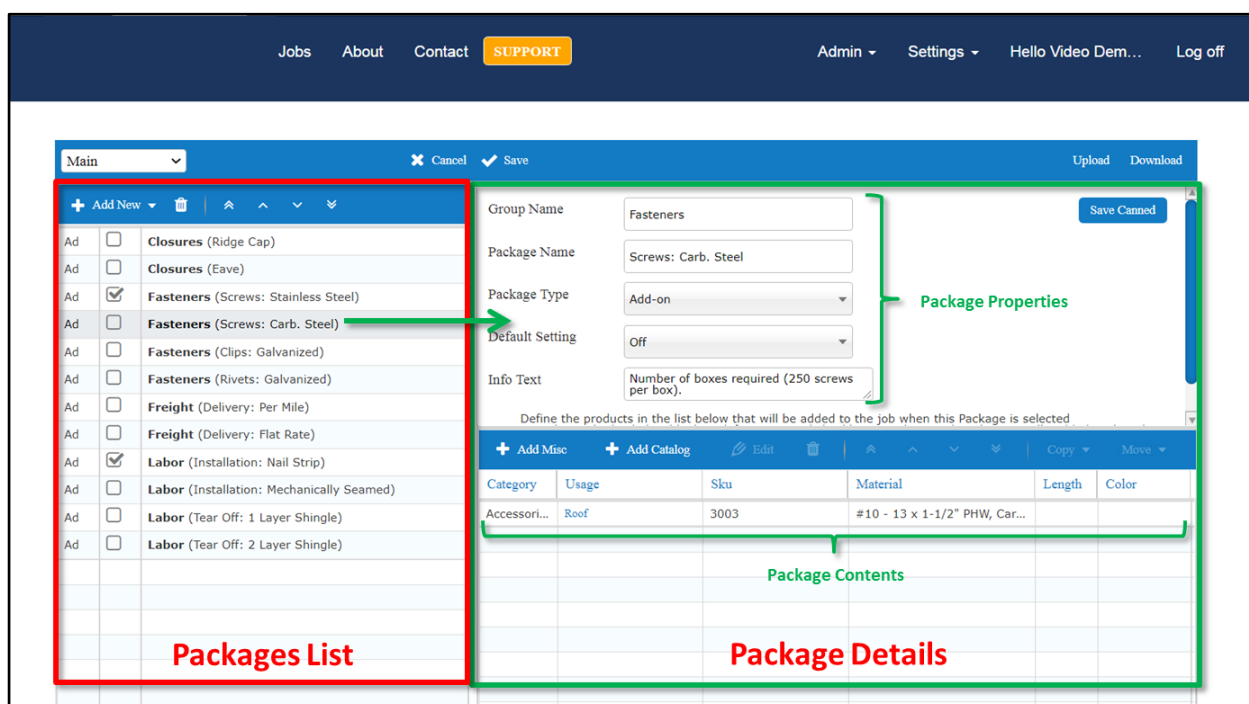 Jobs About Contact SUPPORT Admin Settings Hello Video Dem... Log off
Main Cancel Save Upload Download
Add New
Ad Closures (Ridge Cap)
Ad Closures (Eave)
Ad Fasteners (Screws: Stainless Steel)
Ad Fasteners (Screws: Carb. Steel)
Ad Fasteners (Clips: Galvanized)
Ad Fasteners (Rivets: Galvanized)
Ad Freight (Delivery: Per Mile)
Ad Freight (Delivery: Flat Rate)
Ad Labor (Installation: Nail Strip)
Ad Labor (Installation: Mechanically Seamed)
Ad Labor (Tear Off: 1 Layer Shingle)
Ad Labor (Tear Off: 2 Layer Shingle)
Packages List
Group Name Fasteners Save Canned
Package Name Screws: Carb. Steel
Package Type Add-on
Package Properties
Default Setting Off
Info Text Number of boxes required (250 screws
per box).
Define the products in the list below that will be added to the job when this Package is selected
Add Misc Add Catalog Edit Copy Move
Category Usage Sku Material Length Color
Accessori... Roof 3003 #10 - 13 x 1-1/2" PHW, Car...
Package Contents
Package Details